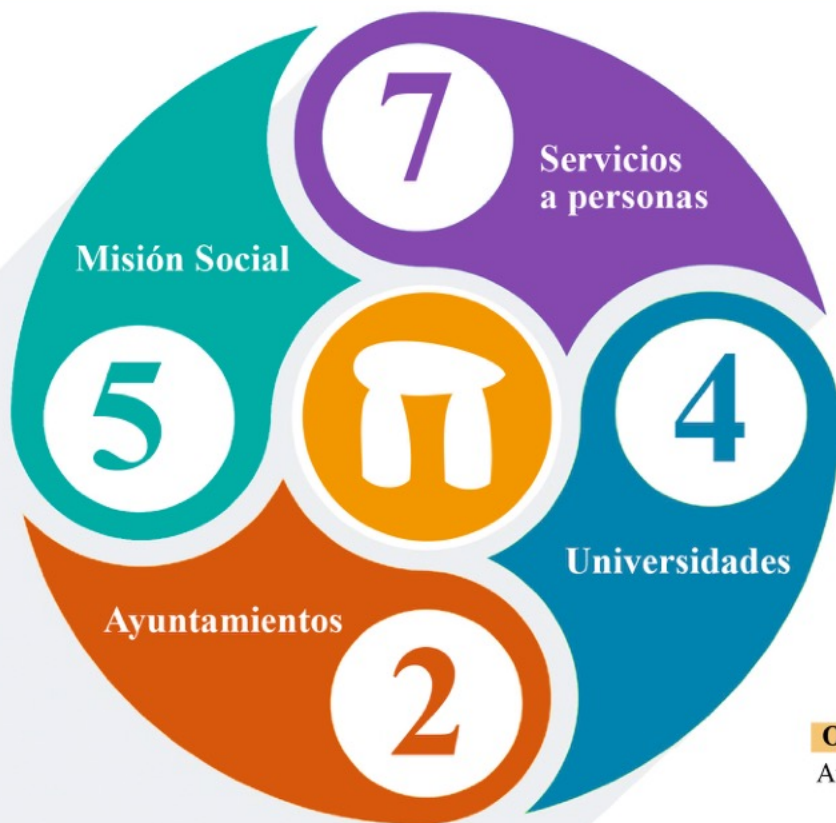 7
Servicios
a personas
Misión Social
5
4
Universidades
Ayuntamientos
2